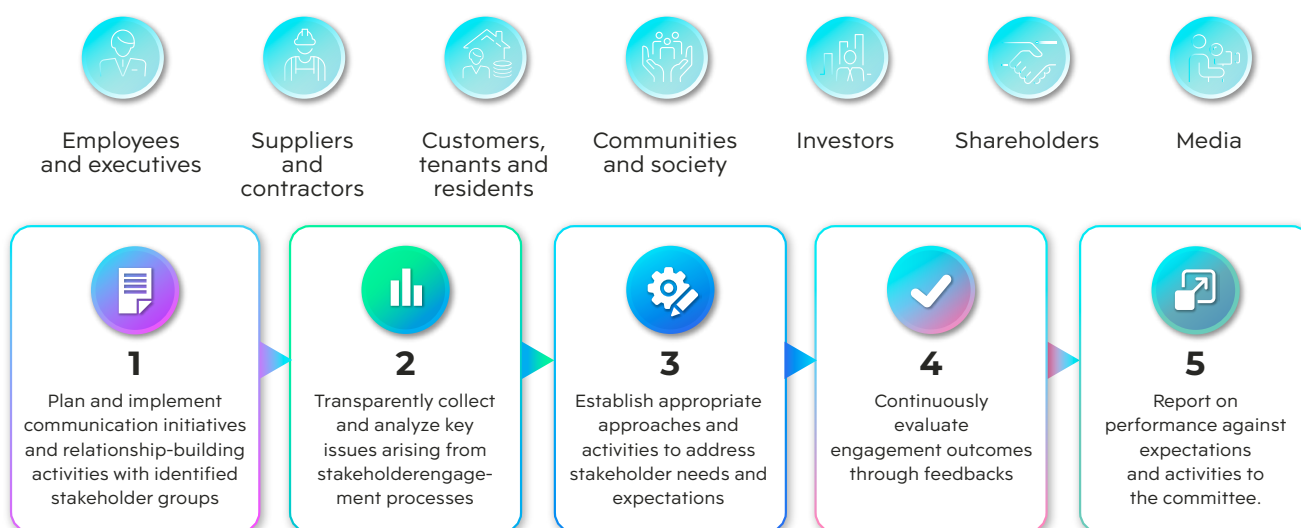 Employees
and executives
Suppliers
and
contractors
Customers,
tenants and
residents
Communities
and society
Investors
Shareholders
Media
1
Plan and implement
communication initiatives
and relationship-building
activities with identified
stakeholder groups
2
Transparently collect
and analyze key
issues arising from
stakeholderengage-
ment processes
3
Establish appropriate
approaches and
activities to address
stakeholder needs and
expectations
4
Continuously
evaluate
engagement outcomes
through feedbacks
5
Report on
performance against
expectations
and activities to
the committee.